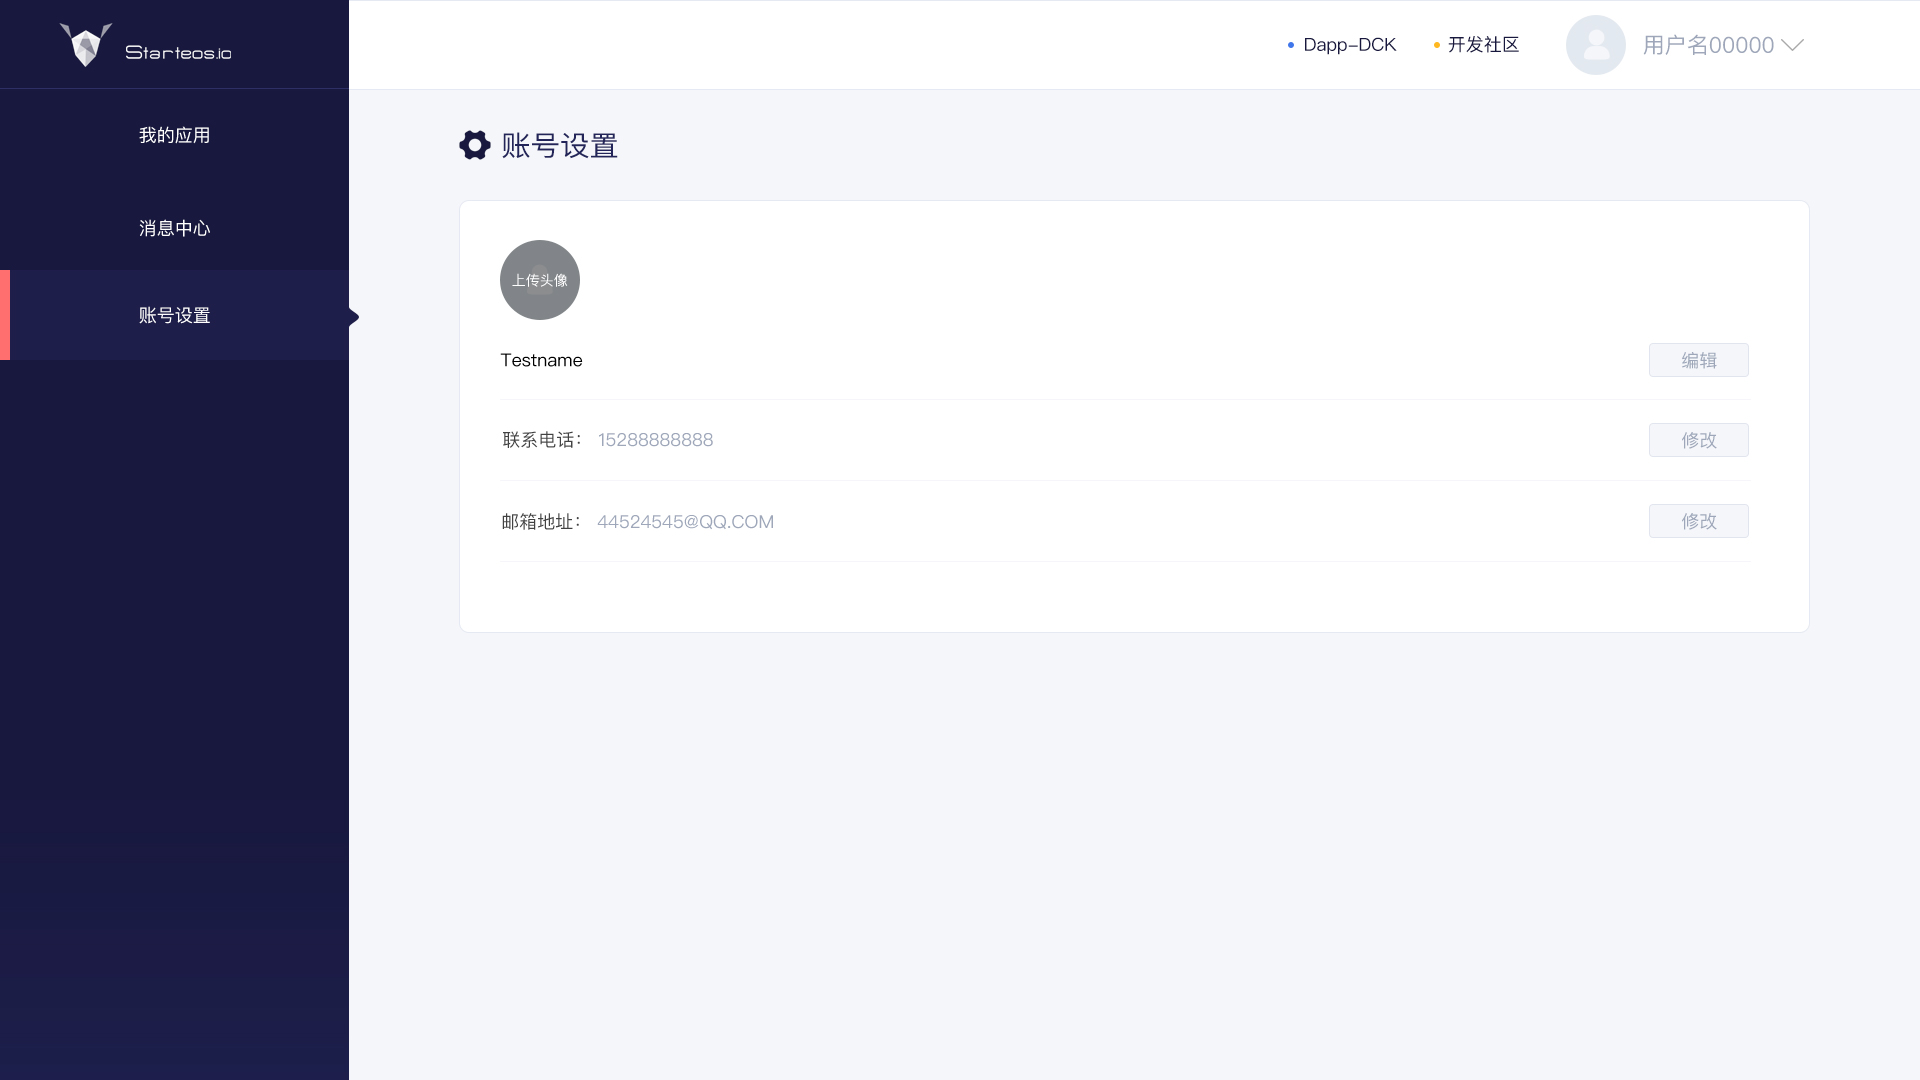 Starteos.io
Dapp-DCK
开发社区
用户名00000
我的应用
消息中心
账号设置
账号设置
上传头像
Testname
编辑
联系电话： 15288888888
修改
邮箱地址： 44524545@QQ.COM
修改